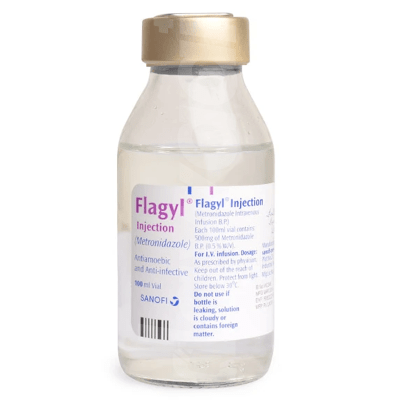 Flagyl®
Injection
(Metronidazole)
Antiamoebic
and Anti-infective
100 ml Vial
SANOFI
Flagyl® Injection
(Metronidazole Intravenous
Infusion B.P.)
Each 100ml vial contains
500mg of Metronidazole
B.P. (0.5% W/V).
For I.V. infusion. Dosage:
As prescribed by physician.
Keep out of the reach of
children. Protect from light.
Store below 30°C.
Do not use if
bottle is
leaking, solution
is cloudy or
contains foreign
matter.